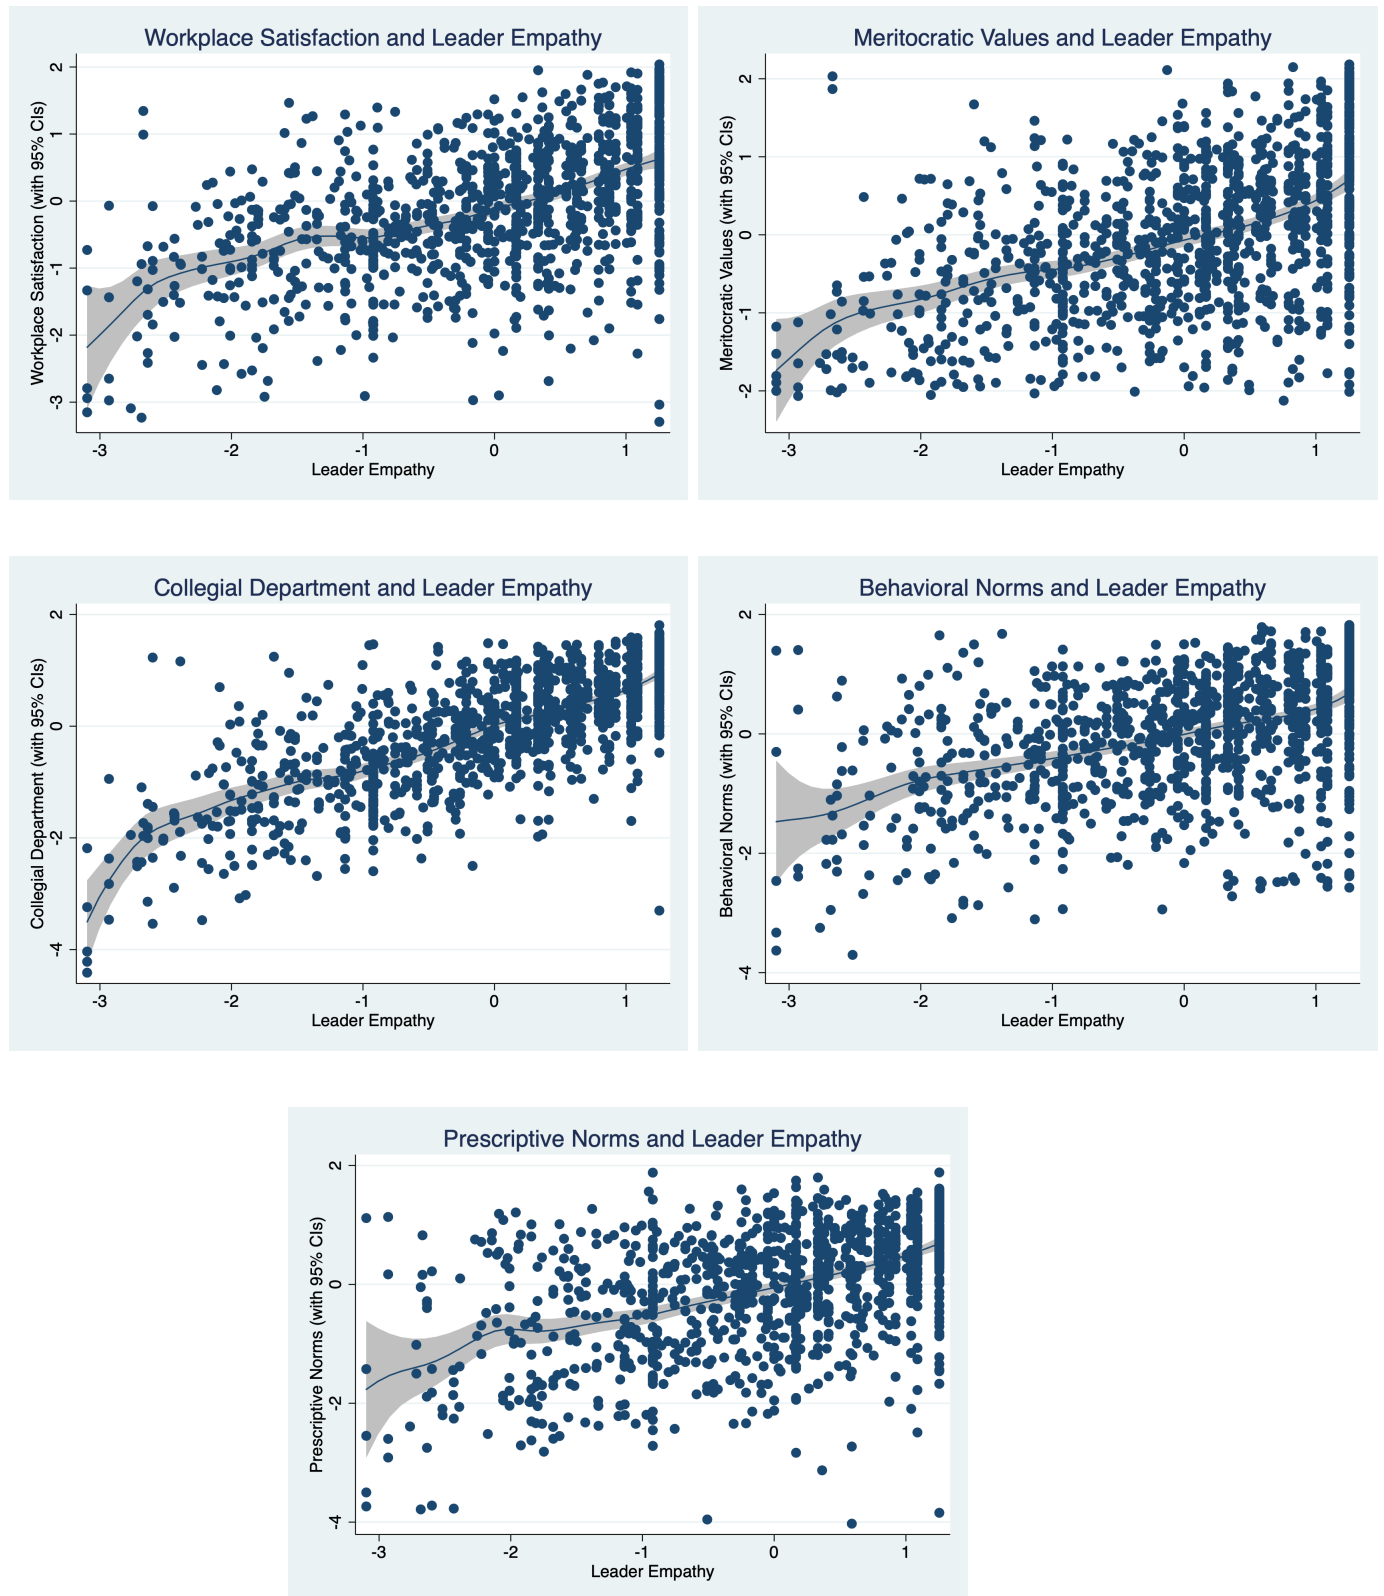 Workplace Satisfaction and Leader Empathy
Workplace Satisfaction (with 95% CIs)
2
1
0
-1
-2
-3
-3 -2 -1 0 1
Leader Empathy
Meritocratic Values and Leader Empathy
Meritocratic Values (with 95% CIs)
2
1
0
-1
-2
-3 -2 -1 0 1
Leader Empathy
Collegial Department and Leader Empathy
Collegial Department (with 95% CIs)
2
0
-2
-4
-3 -2 -1 0 1
Leader Empathy
Behavioral Norms and Leader Empathy
Behavioral Norms (with 95% CIs)
2
0
-2
-4
-3 -2 -1 0 1
Leader Empathy
Prescriptive Norms and Leader Empathy
Prescriptive Norms (with 95% CIs)
2
0
-2
-4
-3 -2 -1 0 1
Leader Empathy